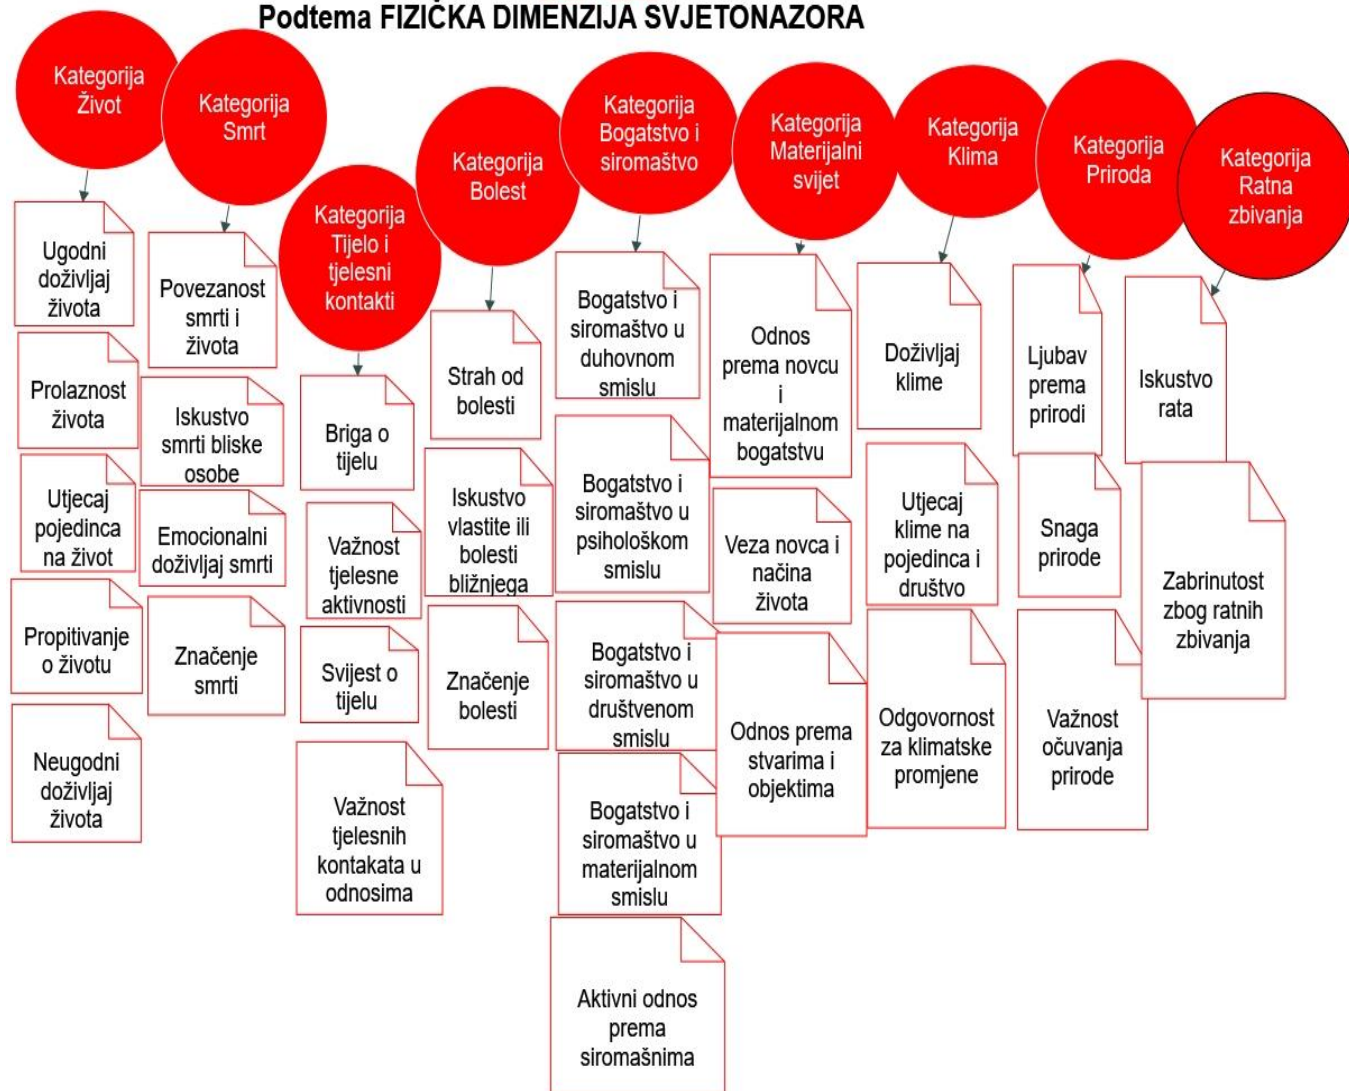 Podtema FIZIČKA DIMENZIJA SVJETONAZORA
Kategorija
Život
Ugodni
doživljaj
života
Prolaznost
života
Utjecaj
pojedinca
na život
Propitivanje
o životu
Neugodni
doživljaj
života
Kategorija
Smrt
Povezanost
smrti i
života
Iskustvo
smrti bliske
osobe
Emocionalni
doživljaj smrti
Značenje
smrti
Kategorija
Tijelo i
tjelesni
kontakti
Briga o
tijelu
Važnost
tjelesne
aktivnosti
Svijest o
tijelu
Važnost
tjelesnih
kontakata u
odnosima
Kategorija
Bolest
Strah od
bolesti
Iskustvo
vlastite ili
bolesti
bližnjega
Značenje
bolesti
Kategorija
Bogatstvo i
siromaštvo
Bogatstvo i
siromaštvo u
duhovnom
smislu
Bogatstvo i
siromaštvo u
psihološkom
smislu
Bogatstvo i
siromaštvo u
društvenom
smislu
Bogatstvo i
siromaštvo u
materijalnom
smislu
Aktivni odnos
prema
siromašnima
Kategorija
Materijalni
svijet
Odnos
prema novcu
i
materijalnom
bogatstvu
Veza novca i
načina
života
Odnos prema
stvarima i
objektima
Kategorija
Klima
Doživljaj
klime
Utjecaj
klime na
pojedinca i
društvo
Odgovornost
za klimatske
promjene
Kategorija
Priroda
Ljubav
prema
prirodi
Snaga
prirode
Važnost
očuvanja
prirode
Kategorija
Ratna
zbivanja
Iskustvo
rata
Zabrinutost
zbog ratnih
zbivanja